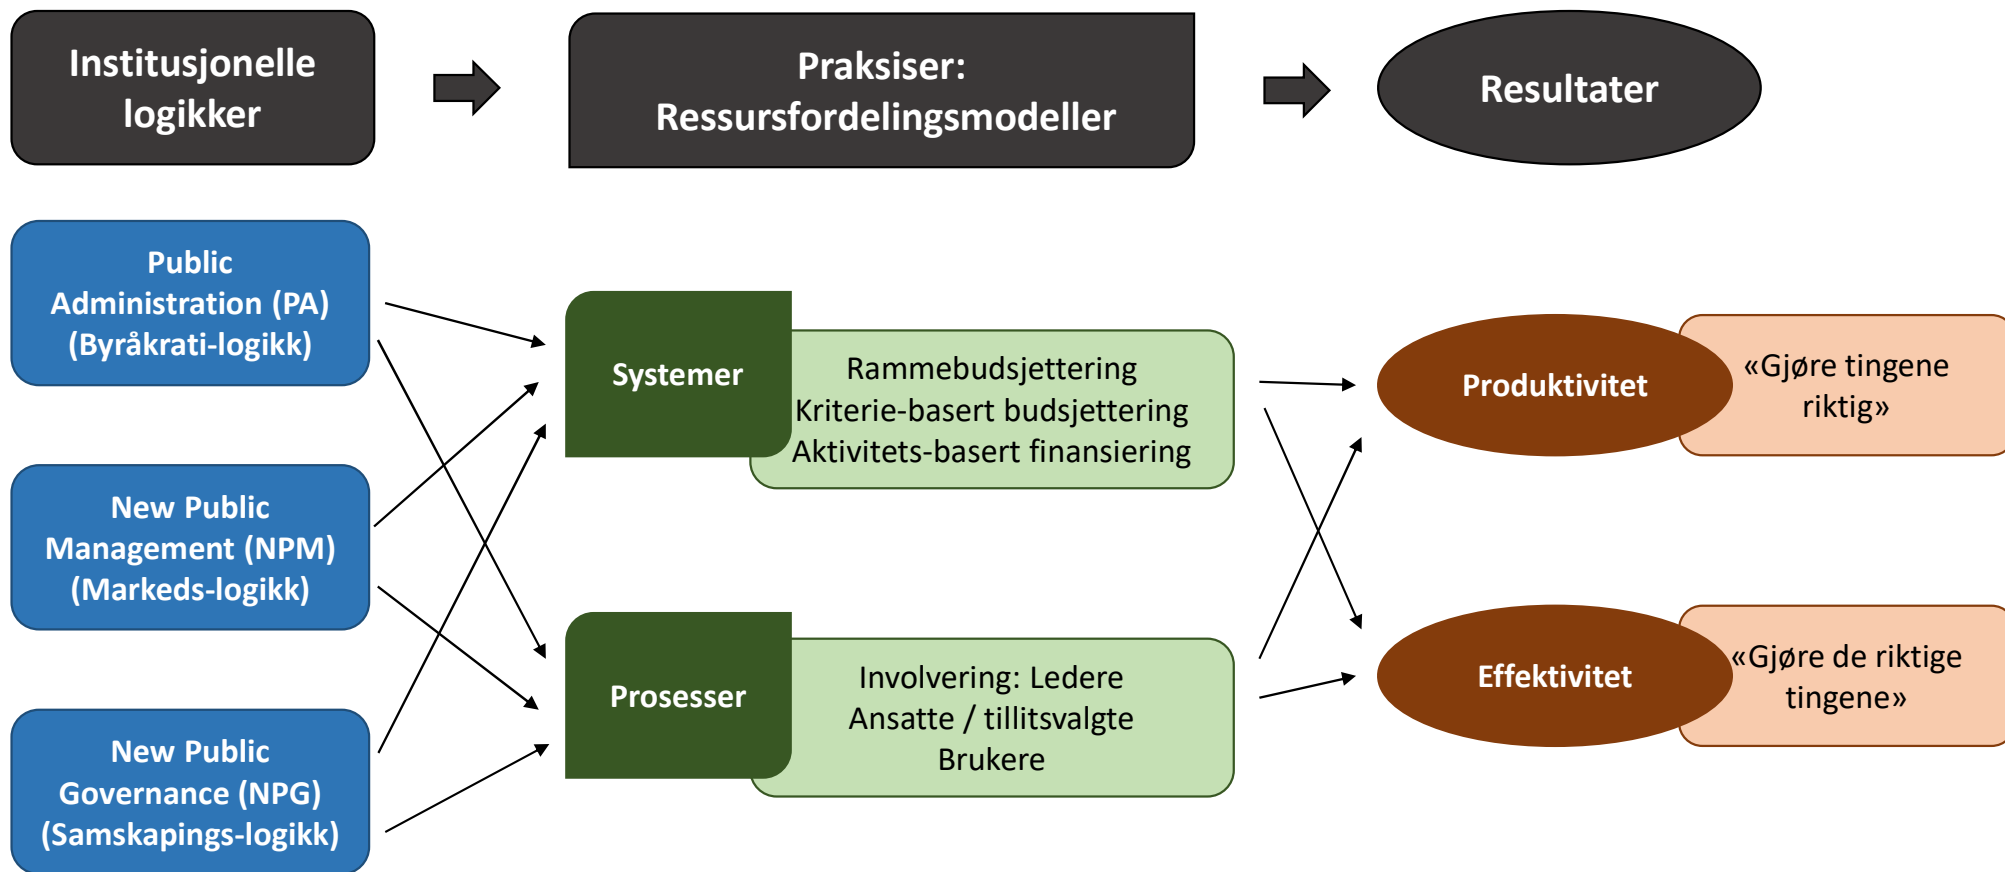 Institusjonelle
logikker
Praksiser:
Ressursfordelingsmodeller
Resultater
Public
Administration (PA)
(Byråkrati-logikk)
New Public
Management (NPM)
(Markeds-logikk)
New Public
Governance (NPG)
(Samskapings-logikk)
Systemer
Rammebudsjettering
Kriterie-basert budsjettering
Aktivitets-basert finansiering
Prosesser
Involvering: Ledere
Ansatte / tillitsvalgte
Brukere
Produktivitet
«Gjøre tingene
riktig»
Effektivitet
«Gjøre de riktige
tingene»